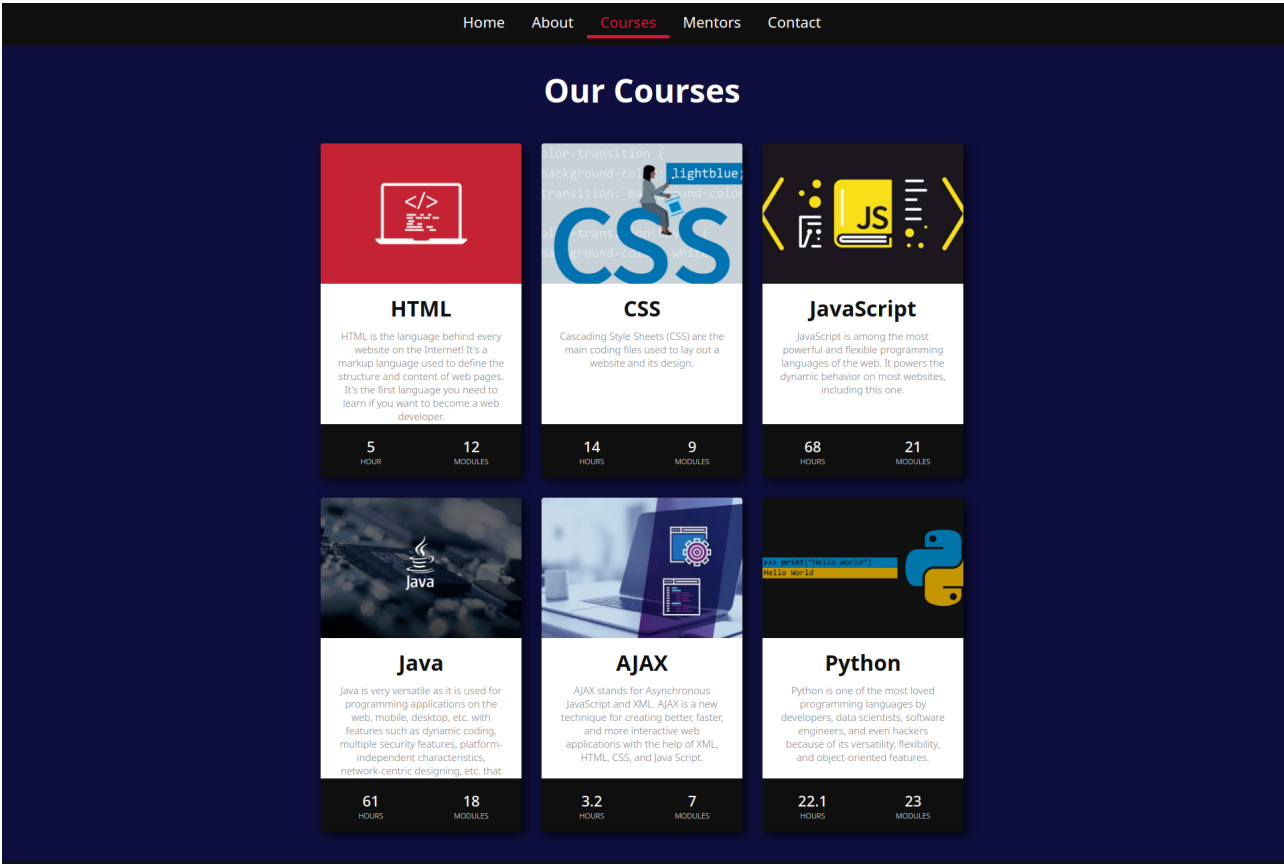 Home About Courses Mentors Contact
Our Courses
</>
color-transition {
background-color: lightblue;
transition: background-color
CSS
JS
HTML
HTML is the language behind every
website on the Internet! It's a
markup language used to define the
structure and content of web pages.
It's the first language you need to
learn if you want to become a web
developer.
5 12
HOUR MODULES
CSS
Cascading Style Sheets (CSS) are the
main coding files used to lay out a
website and its design.
14 9
HOURS MODULES
JavaScript
JavaScript is among the most
powerful and flexible programming
languages of the web. It powers the
dynamic behavior on most websites,
including this one.
68 21
HOURS MODULES
Java
>>> print("Hello World")
Hello World
Java
Java is very versatile as it is used for
programming applications on the
web, mobile, desktop, etc. with
features such as dynamic coding,
multiple security features, platform-
independent characteristics,
network-centric designing, etc. that
61 18
HOURS MODULES
AJAX
AJAX stands for Asynchronous
JavaScript and XML. AJAX is a new
technique for creating better, faster,
and more interactive web
applications with the help of XML,
HTML, CSS, and Java Script.
3.2 7
HOURS MODULES
Python
Python is one of the most loved
programming languages by
developers, data scientists, software
engineers, and even hackers
because of its versatility, flexibility,
and object-oriented features.
22.1 23
HOURS MODULES